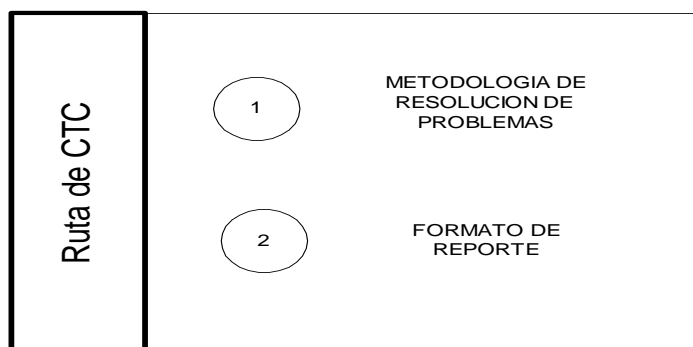 Ruta de CTC
1
METODOLOGIA DE
RESOLUCION DE
PROBLEMAS
2
FORMATO DE
REPORTE